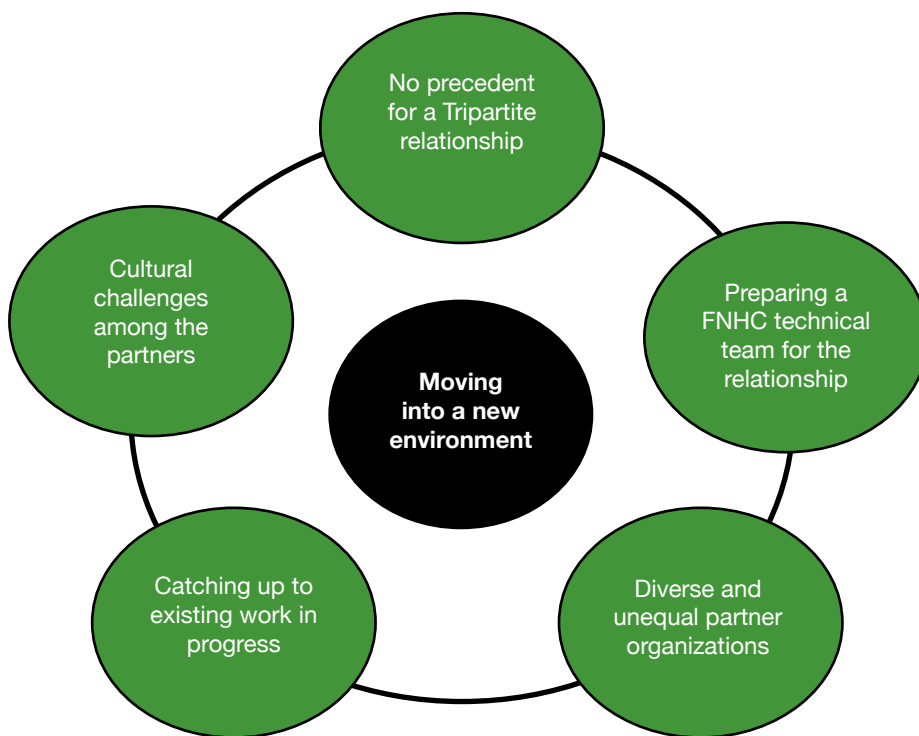 No precedent
for a Tripartite
relationship
Preparing a
FNHC technical
team for the
relationship
Diverse and
unequal partner
organizations
Catching up to
existing work in
progress
Cultural
challenges
among the
partners
Moving
into a new
environment